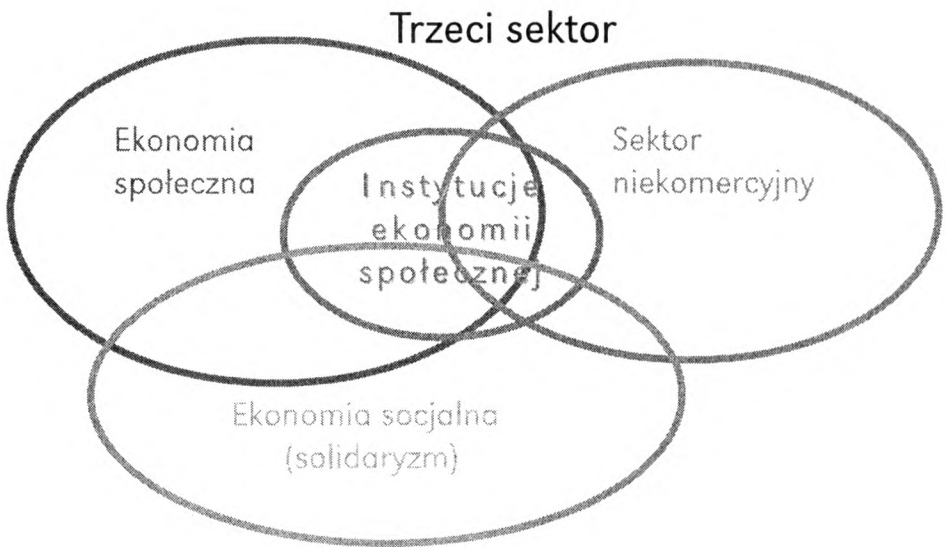 Trzeci sektor
Ekonomia
społeczna
Instytucje
ekonomii
społecznej
Sektor
niekomercyjny
Ekonomia socjalna
(solidaryzm)